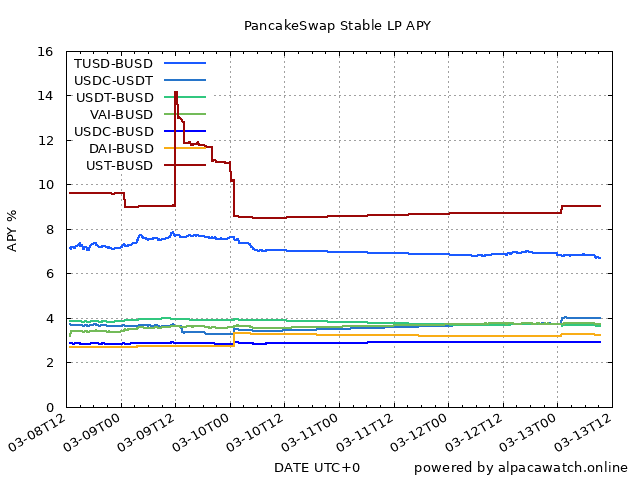 PancakeSwap Stable LP APY
16
14
12
10
8
6
4
2
0
APY %
TUSD-BUSD
USDC-USDT
USDT-BUSD
VAI-BUSD
USDC-BUSD
DAI-BUSD
UST-BUSD
03-08T12
03-09T00
03-09T12
03-10T00
03-10T12
03-11T00
03-11T12
03-12T00
03-12T12
03-13T00
03-13T12
DATE UTC+0
powered by alpacawatch.online